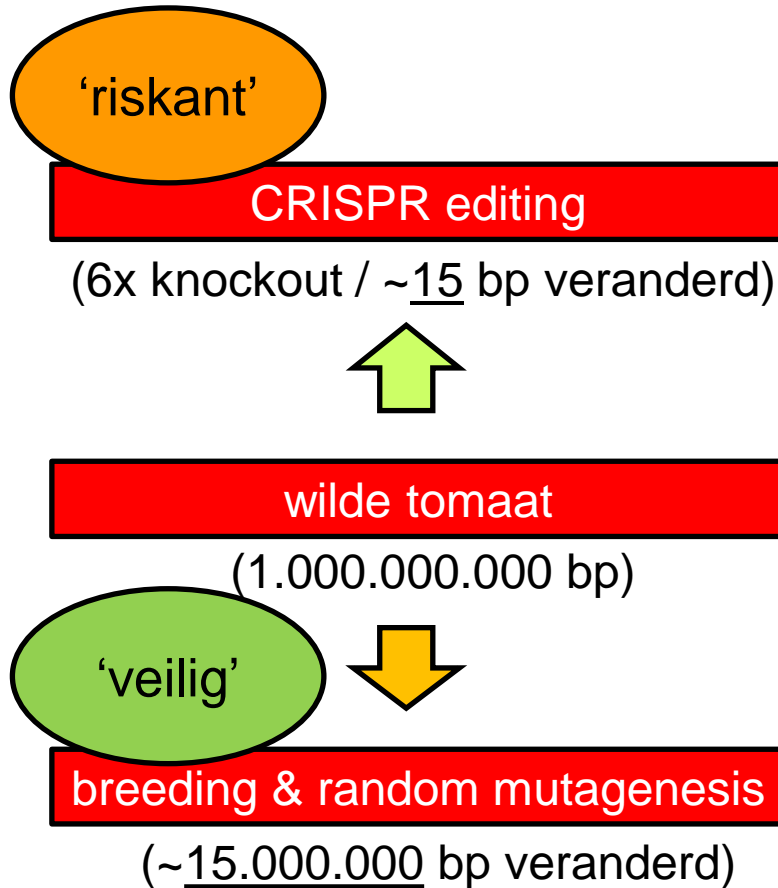 ‘riskant’
CRISPR editing
(6x knockout / ~15 bp veranderd)
wilde tomaat
(1.000.000.000 bp)
‘veilig’
breeding & random mutagenesis
(~15.000.000 bp veranderd)